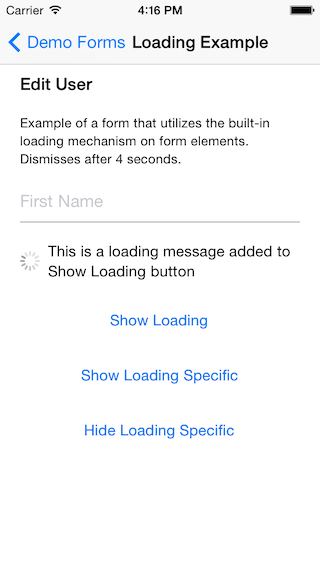 Carrier 4:16 PM
Demo Forms Loading Example
Edit User
Example of a form that utilizes the built-in
loading mechanism on form elements.
Dismisses after 4 seconds.
First Name
This is a loading message added to
Show Loading button
Show Loading
Show Loading Specific
Hide Loading Specific